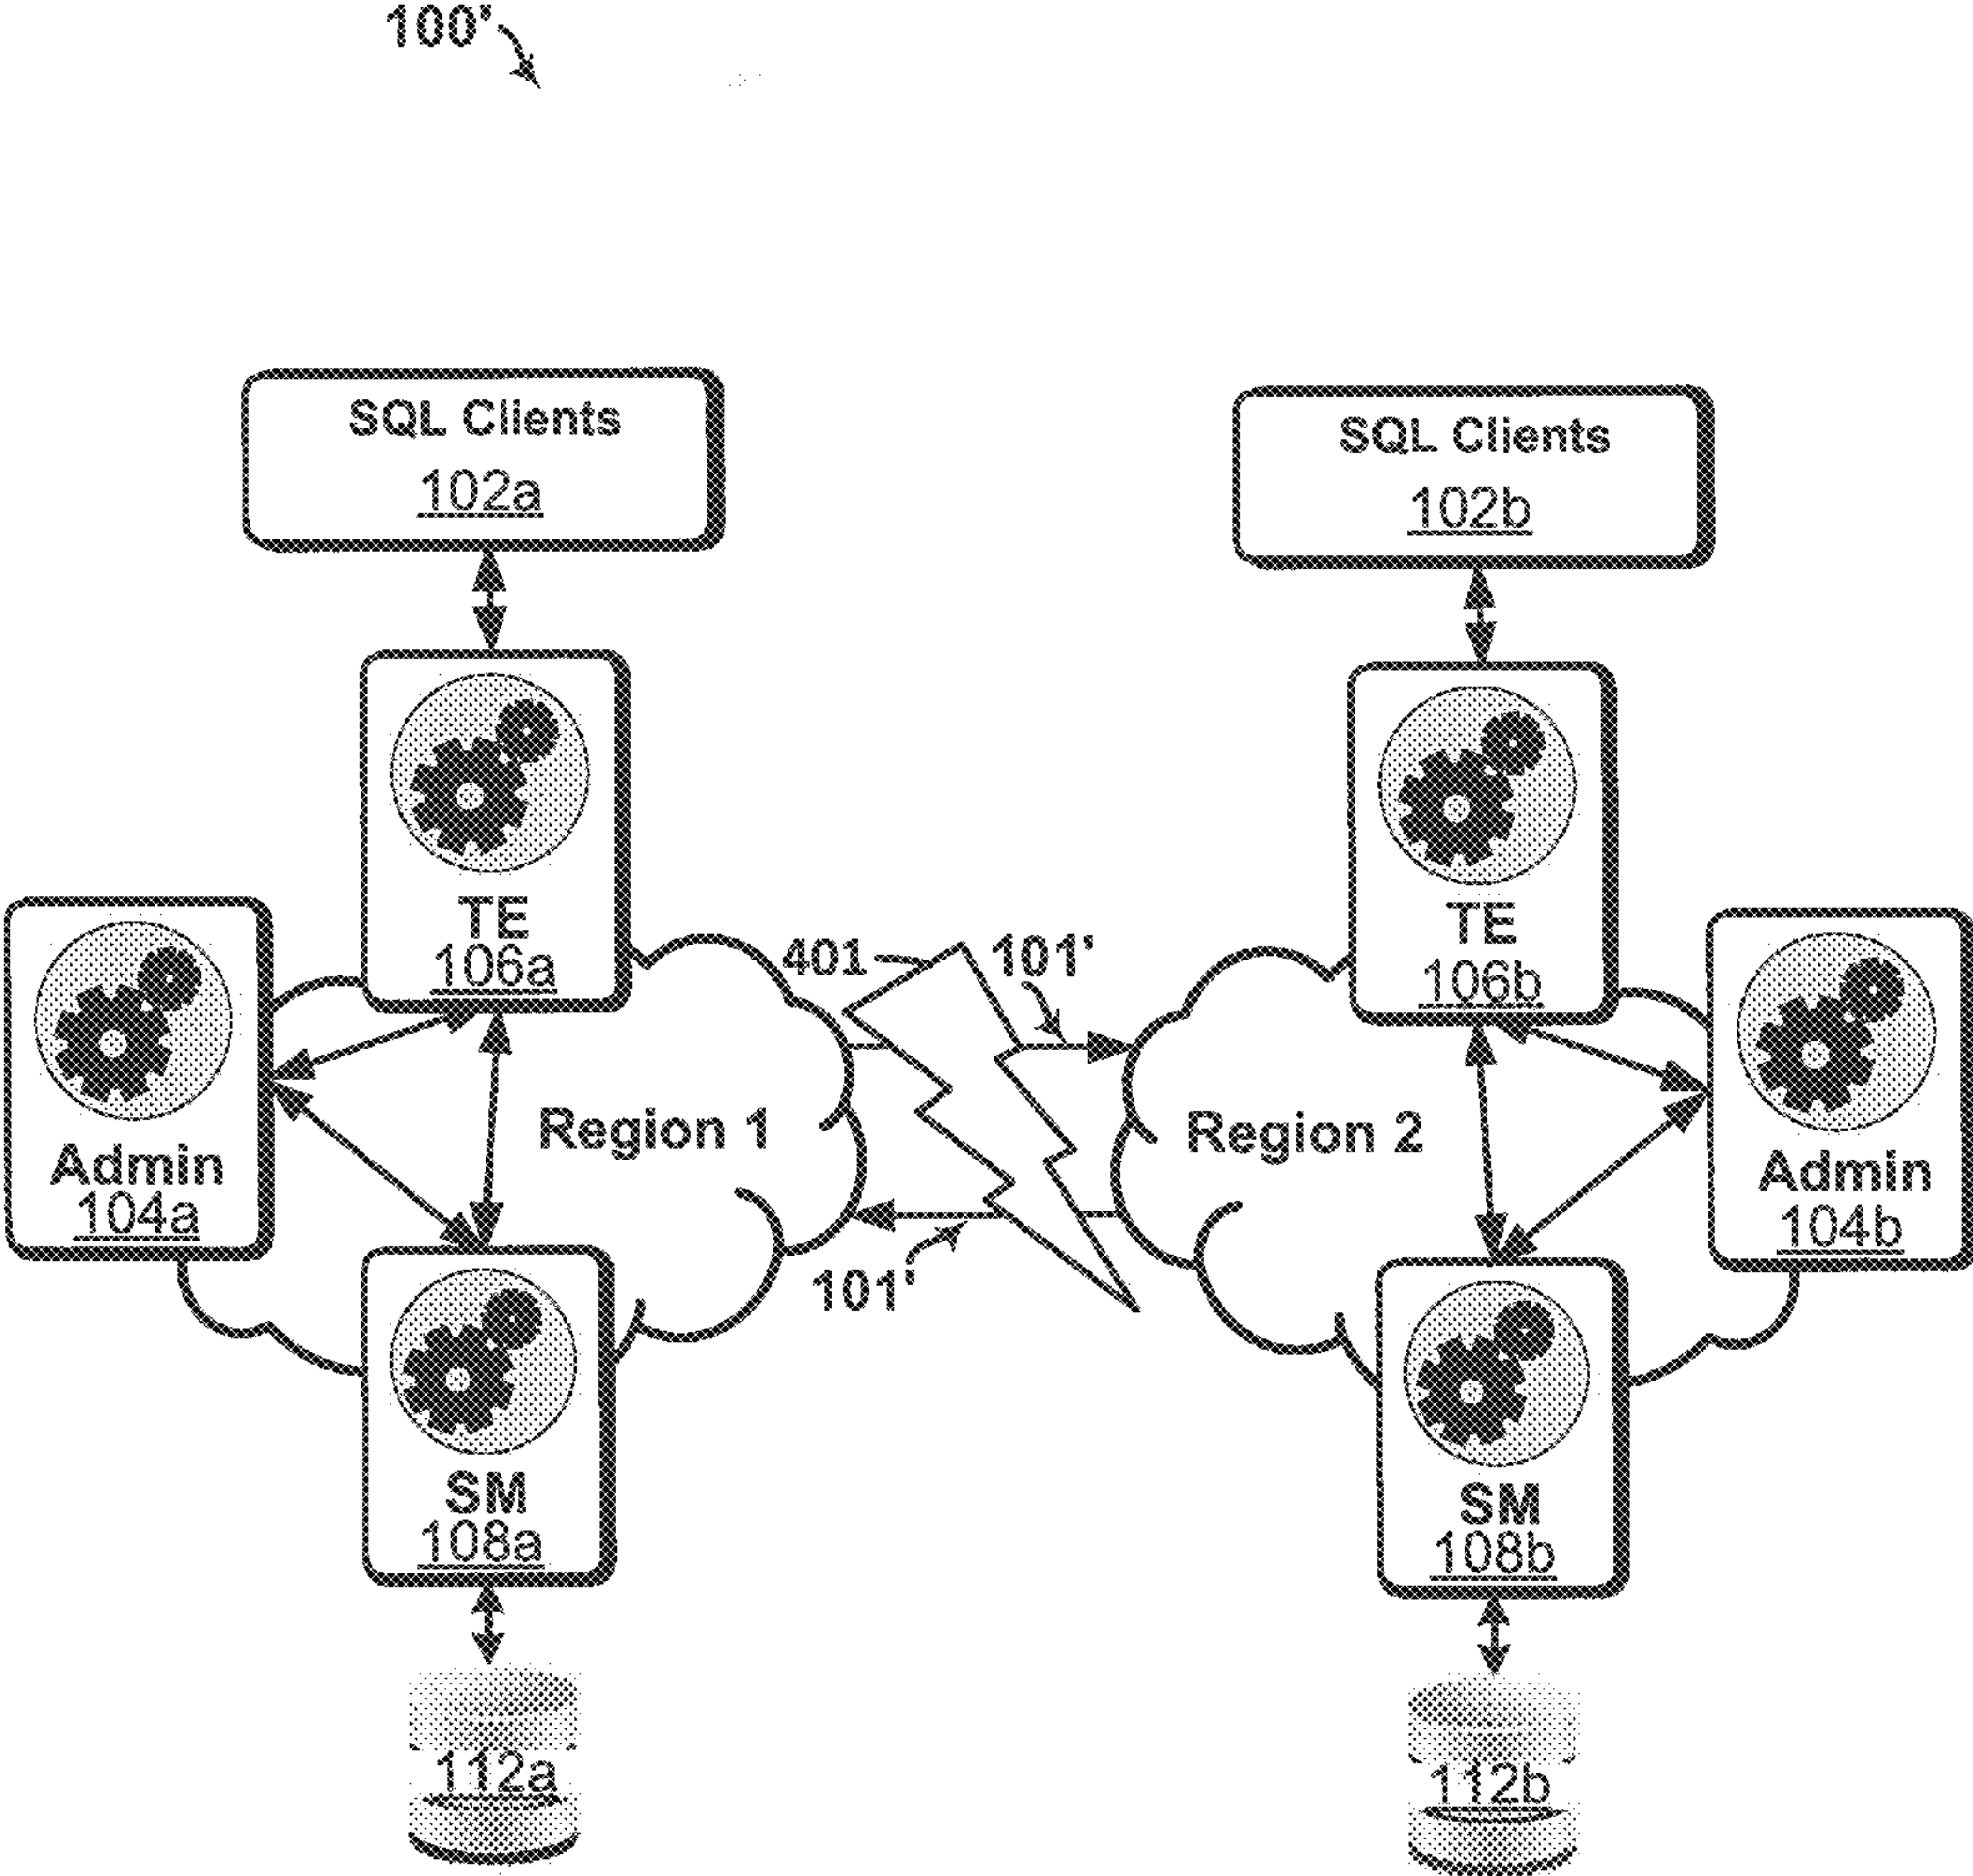 100'
SQL Clients
102a
SQL Clients
102b
TE
106a
TE
106b
401
101'
Admin
104a
Region 1
Region 2
Admin
104b
101'
SM
108a
SM
108b
112a
112b